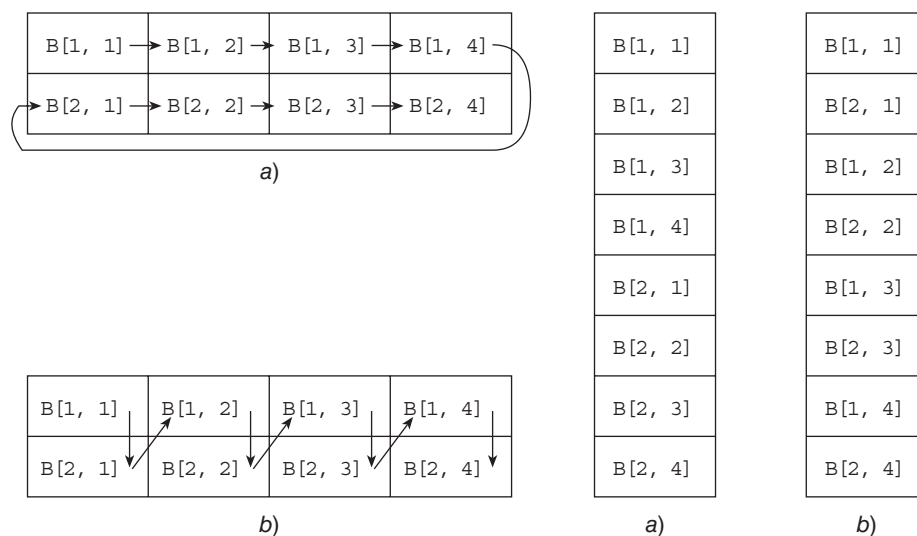 B[1, 1] B[1, 2] B[1, 3] B[1, 4]
B[2, 1] B[2, 2] B[2, 3] B[2, 4]
a)
B[1, 1] B[1, 2] B[1, 3] B[1, 4]
B[2, 1] B[2, 2] B[2, 3] B[2, 4]
b)
B[1, 1]
B[1, 2]
B[1, 3]
B[1, 4]
B[2, 1]
B[2, 2]
B[2, 3]
B[2, 4]
a)
B[1, 1]
B[2, 1]
B[1, 2]
B[2, 2]
B[1, 3]
B[2, 3]
B[1, 4]
B[2, 4]
b)